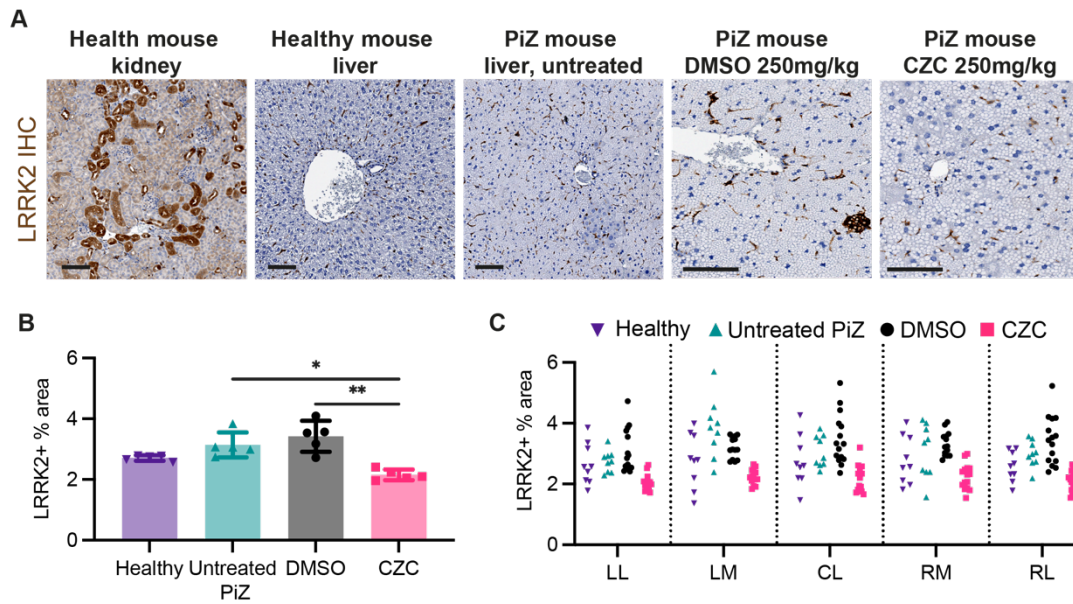 A
Health mouse
kidney
Healthy mouse
liver
PiZ mouse
liver, untreated
PiZ mouse
DMSO 250mg/kg
PiZ mouse
CZC 250mg/kg
LRRK2 IHC
B
LRRK2+ % area
6
4
2
0
*
**
Healthy
Untreated
PiZ
DMSO
CZC
C
Healthy
Untreated PiZ
DMSO
CZC
LRRK2+ % area
6
4
2
0
LL
LM
CL
RM
RL